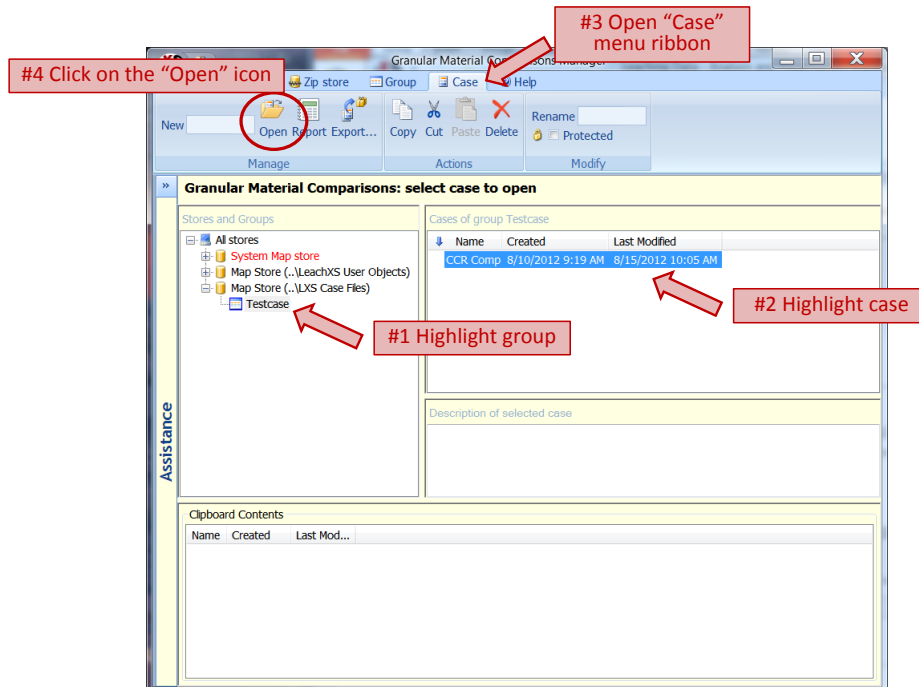 #3 Open “Case”
menu ribbon
#4 Click on the “Open” icon
Zip store
Group
Case
Help
New
Open
Report
Export...
Copy
Cut
Paste
Delete
Rename
Protected
Manage
Actions
Modify
»
Granular Material Comparisons: select case to open
Stores and Groups
All stores
System Map store
Map Store (..\LeachXS User Objects)
Map Store (..\LXS Case Files)
Testcase
#1 Highlight group
Cases of group Testcase
Name Created Last Modified
CCR Comp 8/10/2012 9:19 AM 8/15/2012 10:05 AM
#2 Highlight case
Description of selected case
Assistance
Clipboard Contents
Name Created Last Mod...